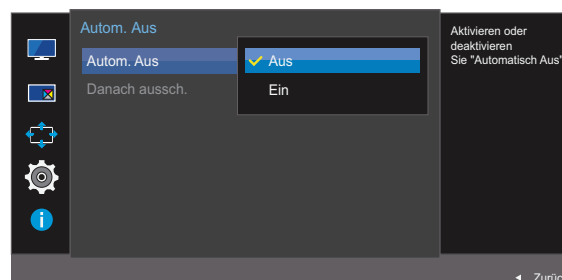 Autom. Aus
Autom. Aus
Aus
Ein
Danach aussch.
Aktivieren oder
deaktivieren
Sie "Automatisch Aus"